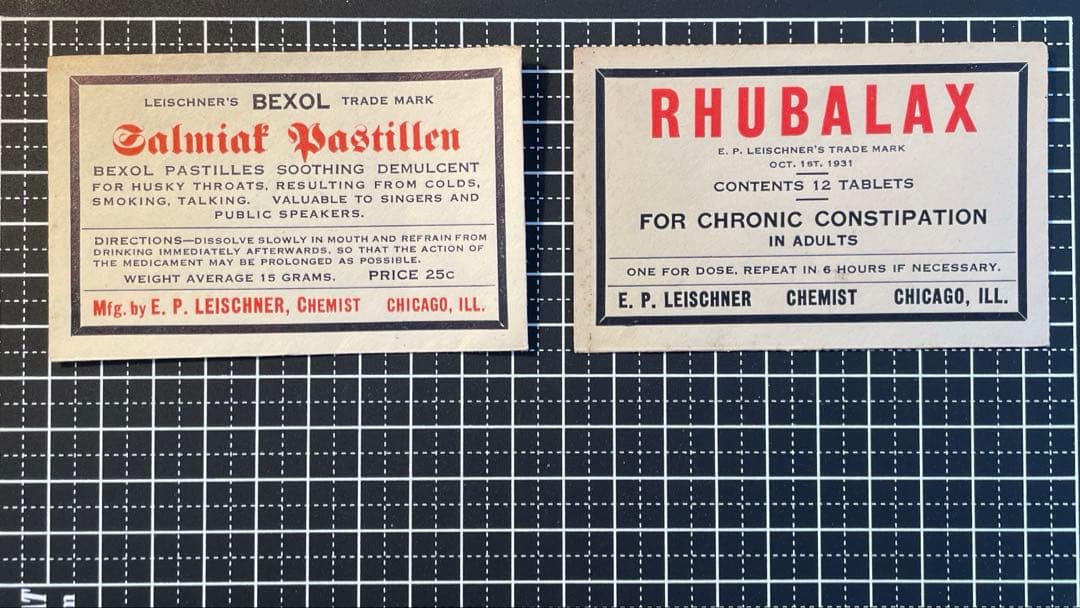 LEISCHNER'S BEXOL TRADE MARK
Salmiak Pastillen
BEXOL PASTILLES SOOTHING DEMULCENT
FOR HUSKY THROATS, RESULTING FROM COLDS,
SMOKING, TALKING. VALUABLE TO SINGERS AND
PUBLIC SPEAKERS.
DIRECTIONS—DISSOLVE SLOWLY IN MOUTH AND REFRAIN FROM
DRINKING IMMEDIATELY AFTERWARDS, SO THAT THE ACTION OF
THE MEDICAMENT MAY BE PROLONGED AS POSSIBLE.
WEIGHT AVERAGE 15 GRAMS. PRICE 25c
Mfg. by E. P. LEISCHNER, CHEMIST CHICAGO, ILL.
RHUBALAX
E. P. LEISCHNER'S TRADE MARK
OCT. 1ST. 1931
CONTENTS 12 TABLETS
FOR CHRONIC CONSTIPATION
IN ADULTS
ONE FOR DOSE, REPEAT IN 6 HOURS IF NECESSARY.
E. P. LEISCHNER CHEMIST CHICAGO, ILL.